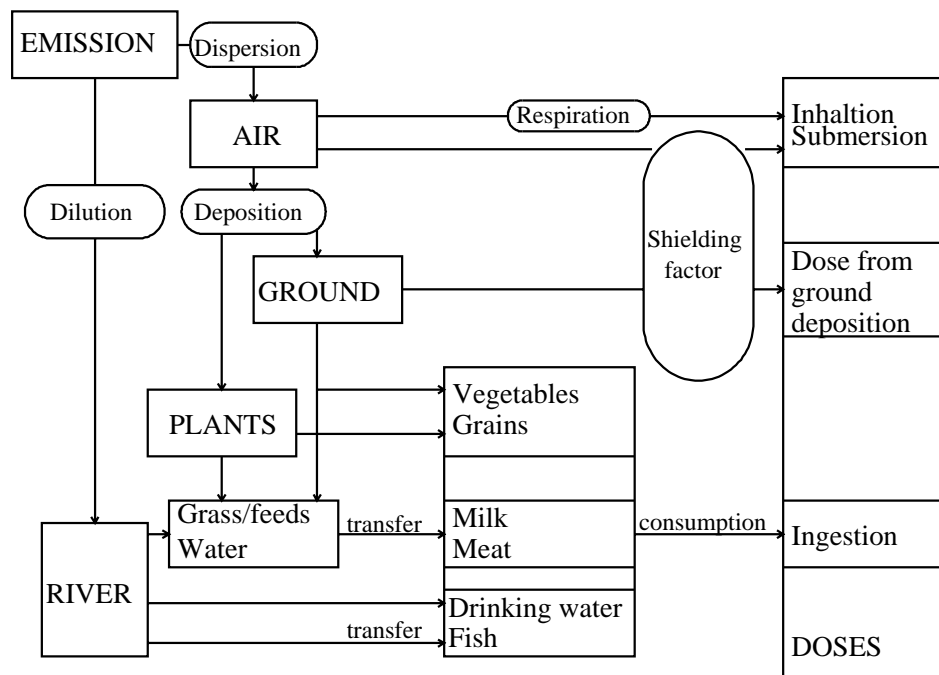 EMISSION
Dispersion
AIR
Respiration
Inhaltion
Submersion
Dilution
Deposition
Shielding
factor
GROUND
Dose from
ground
deposition
PLANTS
Vegetables
Grains
Grass/feeds
Water
transfer
Milk
Meat
consumption
Ingestion
RIVER
transfer
Drinking water
Fish
DOSES